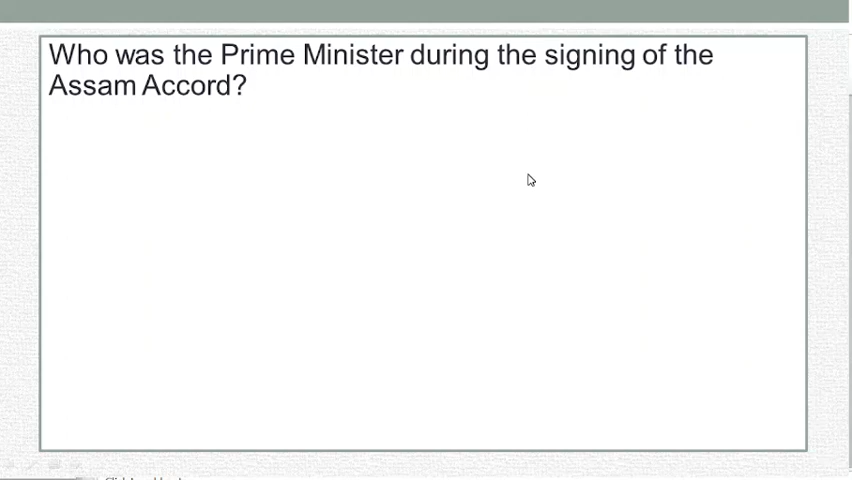 Who was the Prime Minister during the signing of the
Assam Accord?